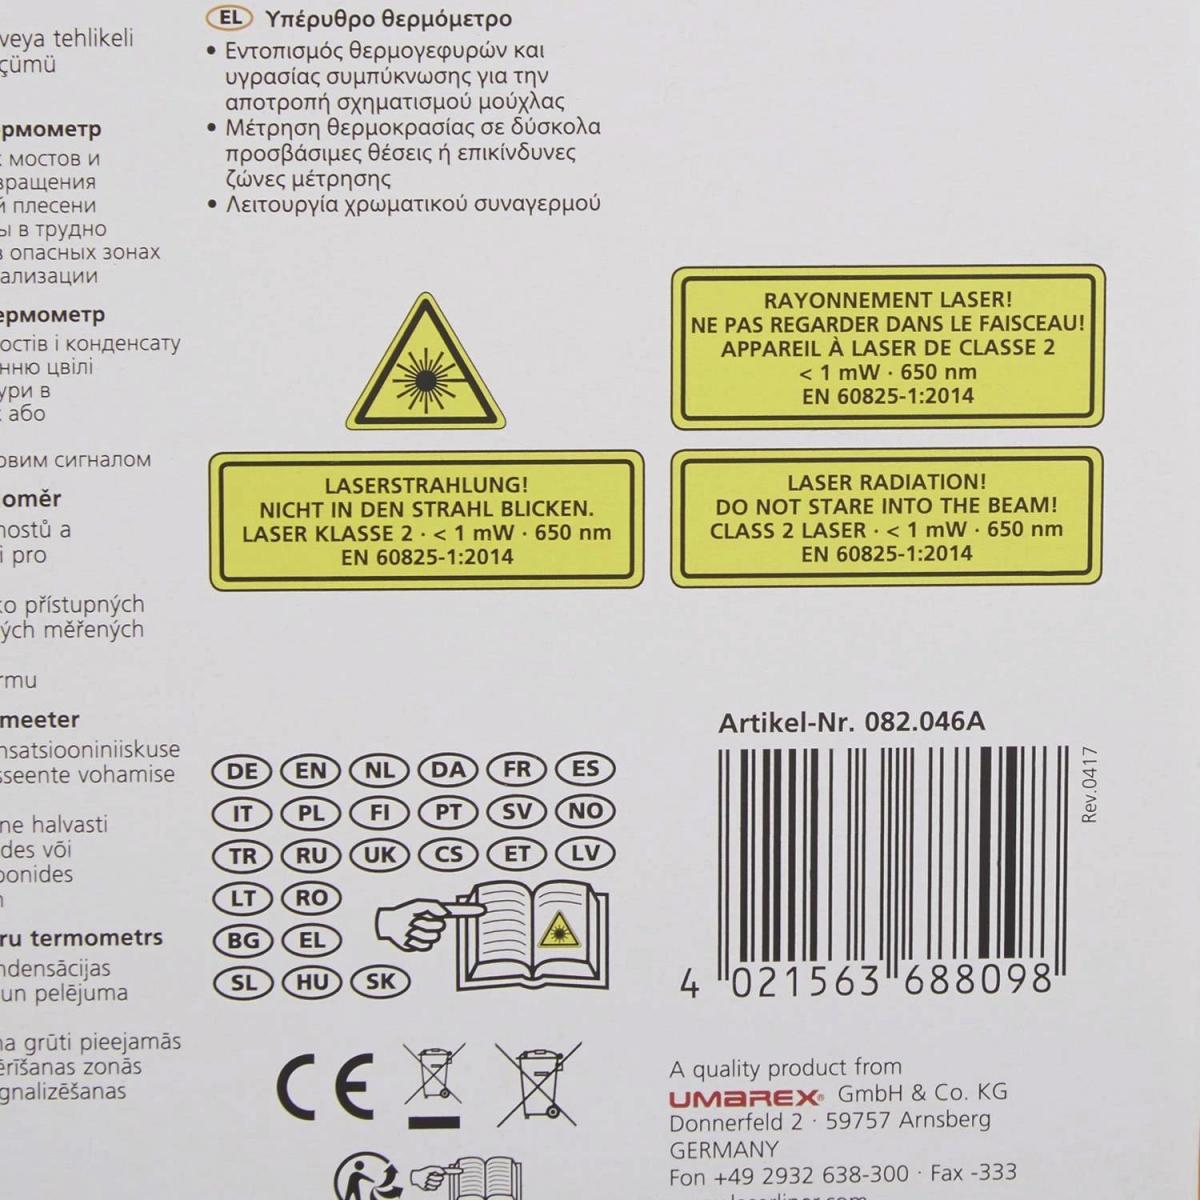 veya tehlikeli
çümü
ермометр
мостов и
вращения
й плесени
ы в трудно
в опасных зонах
ализации
ермометр
остів і конденсату
нню цвілі
ури в
х або
овим сигналом
oměr
nostů a
í pro
ko přístupných
ých měřených
rmu
meeter
nsatsiooniniiskuse
sseente vohamise
ne halvasti
des või
oonides
ru termometrs
ndensācijas
un pelējuma
na grūti pieejamās
ērīšanas zonās
gnalizēšanas
EL Υπέρυθρο θερμόμετρο
• Εντοπισμός θερμογεφυρών και
υγρασίας συμπύκνωσης για την
αποτροπή σχηματισμού μούχλας
• Μέτρηση θερμοκρασίας σε δύσκολα
προσβάσιμες θέσεις ή επικίνδυνες
ζώνες μέτρησης
• Λειτουργία χρωματικού συναγερμού
RAYONNEMENT LASER!
NE PAS REGARDER DANS LE FAISCEAU!
APPAREIL À LASER DE CLASSE 2
< 1 mW · 650 nm
EN 60825-1:2014
LASERSTRAHLUNG!
NICHT IN DEN STRAHL BLICKEN.
LASER KLASSE 2 · < 1 mW · 650 nm
EN 60825-1:2014
LASER RADIATION!
DO NOT STARE INTO THE BEAM!
CLASS 2 LASER · < 1 mW · 650 nm
EN 60825-1:2014
DE EN NL DA FR ES
IT PL FI PT SV NO
TR RU UK CS ET LV
LT RO
BG EL
SL HU SK
CE
Artikel-Nr. 082.046A
Rev.0417
4 021563 688098
A quality product from
UMAREX® GmbH & Co. KG
Donnerfeld 2 · 59757 Arnsberg
GERMANY
Fon +49 2932 638-300 · Fax -333
www.laserliner.com